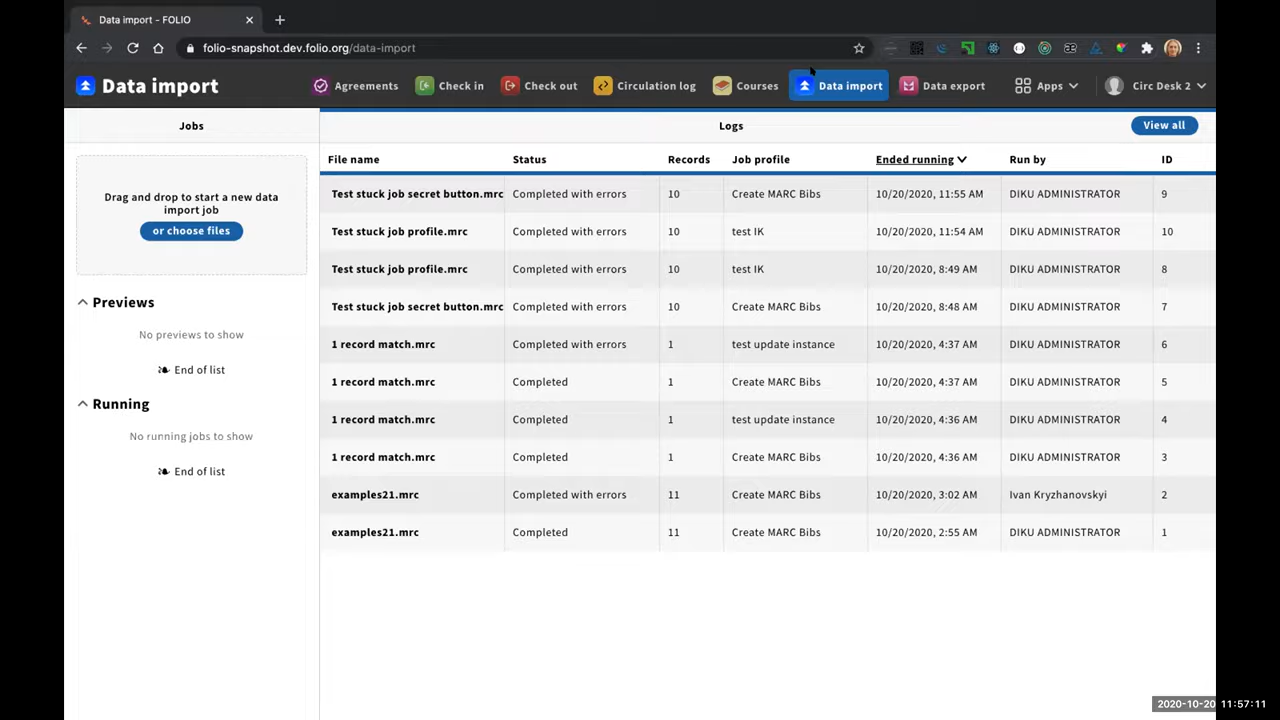 Data import – FOLIO
folio-snapshot.dev.folio.org/data-import
Data import
Agreements
Check in
Check out
Circulation log
Courses
Data import
Data export
Apps
Circ Desk 2
Jobs
Logs
View all
Drag and drop to start a new data
import job
or choose files
Previews
No previews to show
End of list
Running
No running jobs to show
End of list
File name Status Records Job profile Ended running Run by ID
Test stuck job secret button.mrc Completed with errors 10 Create MARC Bibs 10/20/2020, 11:55 AM DIKU ADMINISTRATOR 9
Test stuck job profile.mrc Completed with errors 10 test IK 10/20/2020, 11:54 AM DIKU ADMINISTRATOR 10
Test stuck job profile.mrc Completed with errors 10 test IK 10/20/2020, 8:49 AM DIKU ADMINISTRATOR 8
Test stuck job secret button.mrc Completed with errors 10 Create MARC Bibs 10/20/2020, 8:48 AM DIKU ADMINISTRATOR 7
1 record match.mrc Completed with errors 1 test update instance 10/20/2020, 4:37 AM DIKU ADMINISTRATOR 6
1 record match.mrc Completed 1 Create MARC Bibs 10/20/2020, 4:37 AM DIKU ADMINISTRATOR 5
1 record match.mrc Completed 1 test update instance 10/20/2020, 4:36 AM DIKU ADMINISTRATOR 4
1 record match.mrc Completed 1 Create MARC Bibs 10/20/2020, 4:36 AM DIKU ADMINISTRATOR 3
examples21.mrc Completed with errors 11 Create MARC Bibs 10/20/2020, 3:02 AM Ivan Kryzhanovskyi 2
examples21.mrc Completed 11 Create MARC Bibs 10/20/2020, 2:55 AM DIKU ADMINISTRATOR 1
2020-10-20 11:57:11